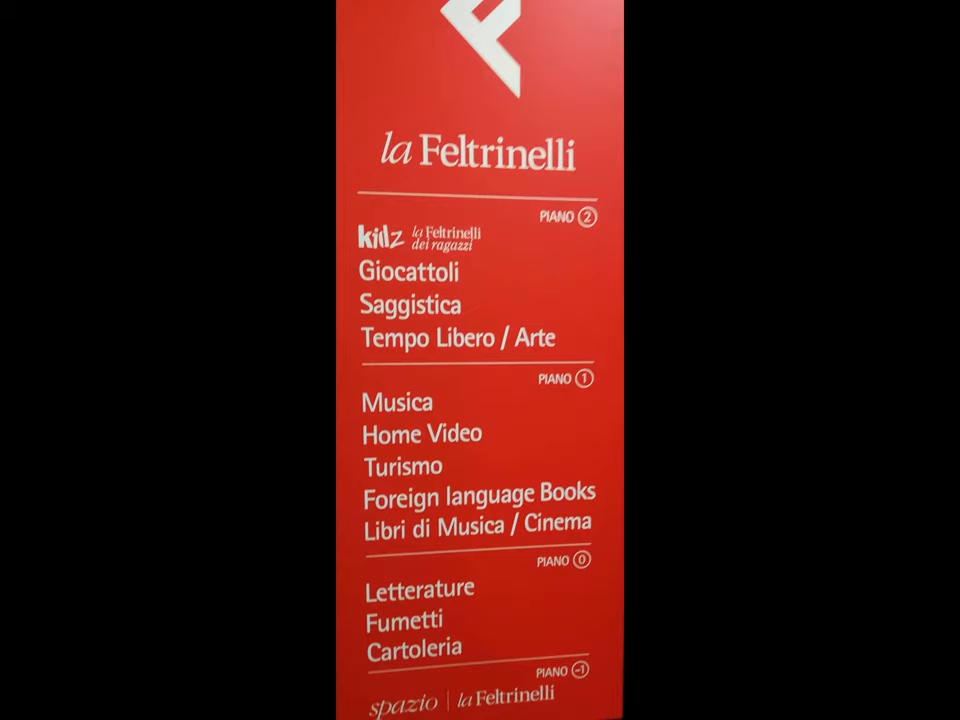 la Feltrinelli
PIANO 2
kidz la Feltrinelli
dei ragazzi
Giocattoli
Saggistica
Tempo Libero / Arte
PIANO 1
Musica
Home Video
Turismo
Foreign language Books
Libri di Musica / Cinema
PIANO 0
Letterature
Fumetti
Cartoleria
PIANO -1
spazio | la Feltrinelli